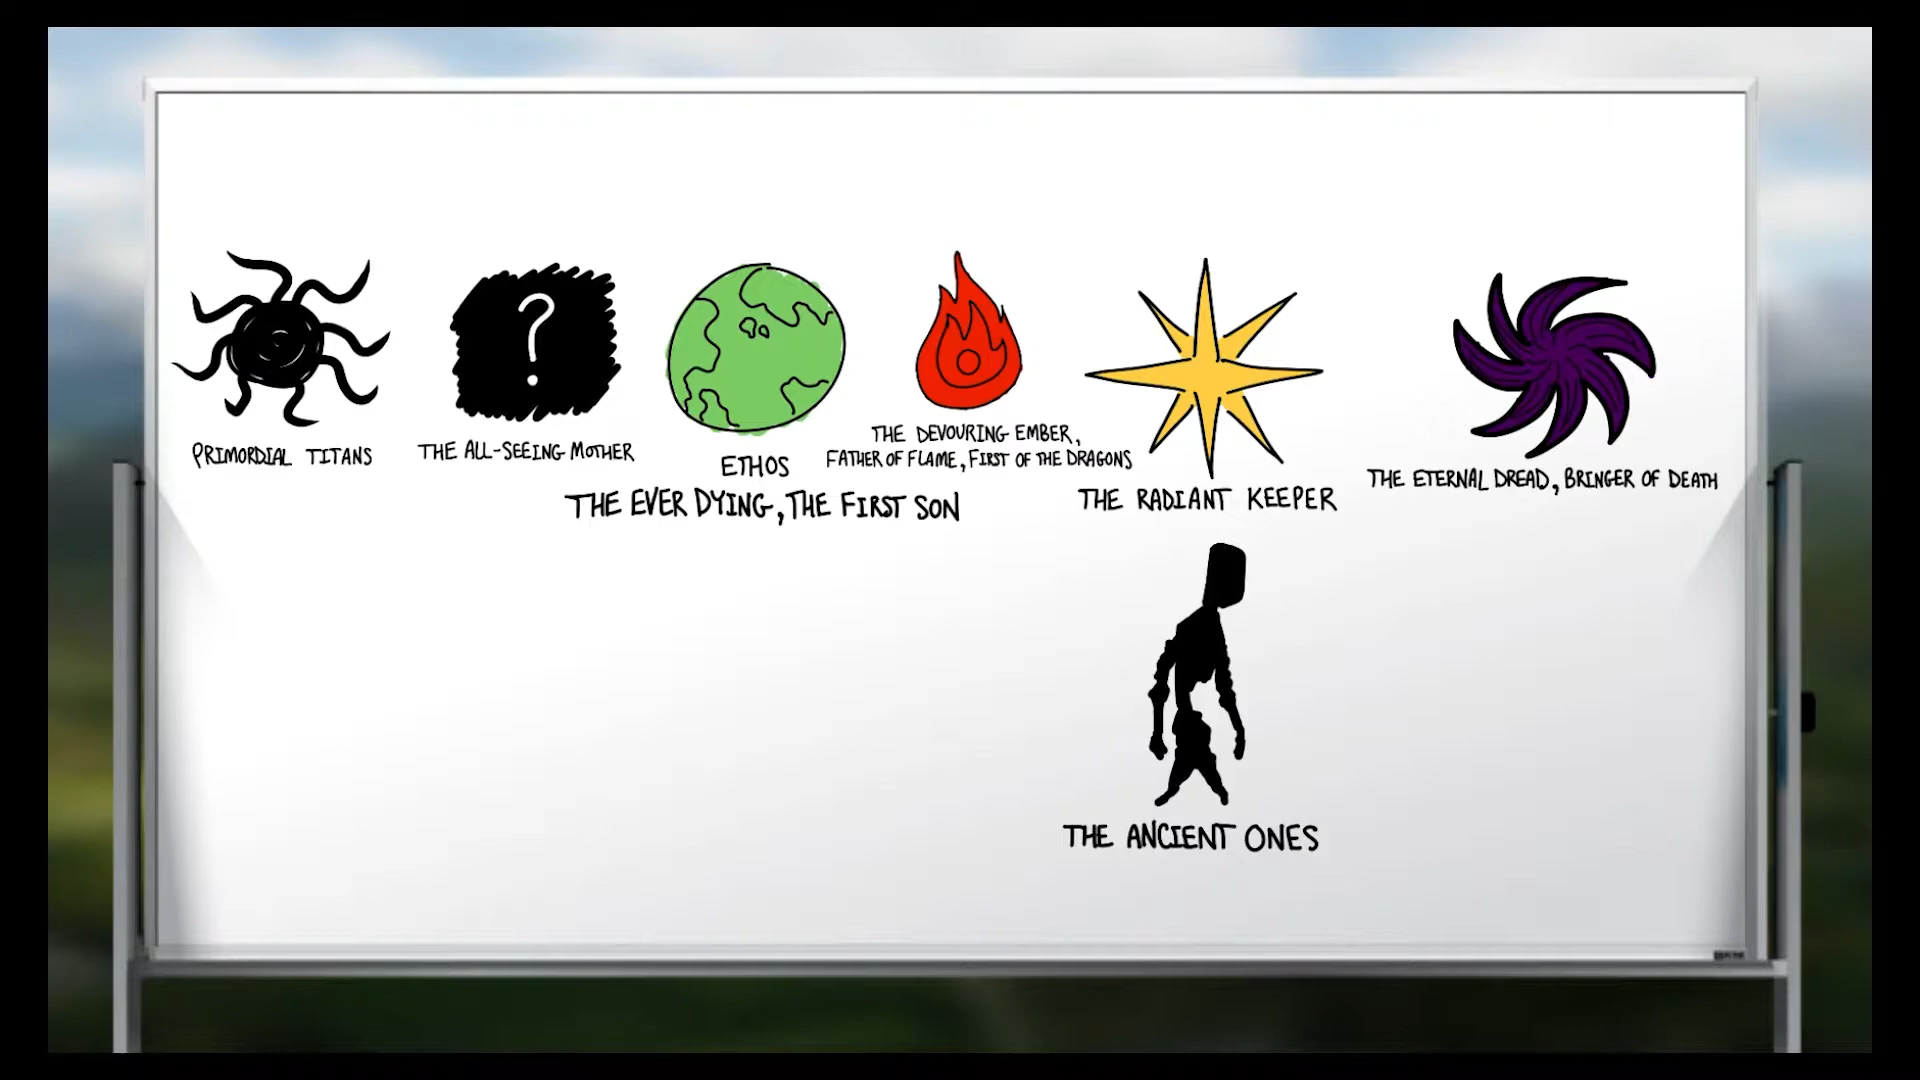 ?
PRIMORDIAL TITANS
THE ALL-SEEING MOTHER
ETHOS
THE EVER DYING, THE FIRST SON
THE DEVOURING EMBER,
FATHER OF FLAME, FIRST OF THE DRAGONS
THE RADIANT KEEPER
THE ETERNAL DREAD, BRINGER OF DEATH
THE ANCIENT ONES